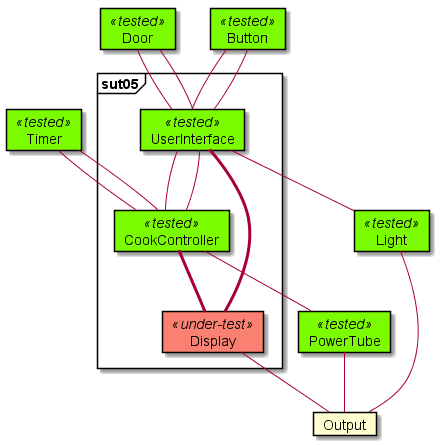 «tested»
Door
«tested»
Button
sut05
«tested»
Timer
«tested»
UserInterface
«tested»
CookController
«tested»
Light
«under-test»
Display
«tested»
PowerTube
Output